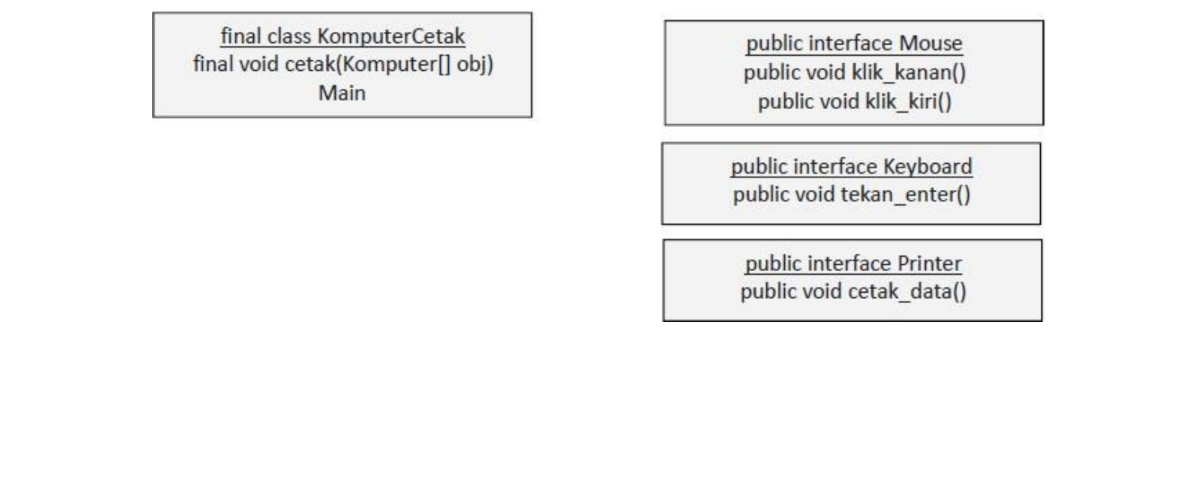 final class KomputerCetak
final void cetak(Komputer[] obj)
Main
public interface Mouse
public void klik_kanan()
public void klik_kiri()
public interface Keyboard
public void tekan_enter()
public interface Printer
public void cetak_data()